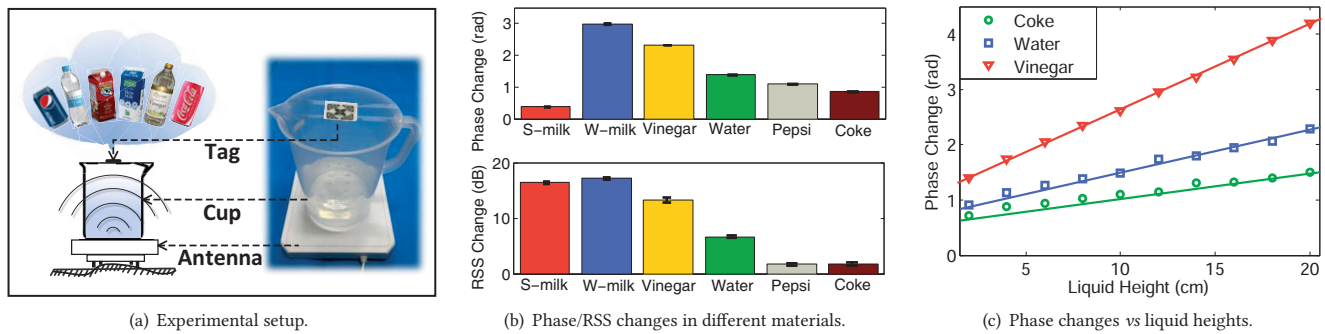 Tag
Cup
Antenna
Coca-Cola
(a) Experimental setup.
Phase Change (rad)
3
2
1
0
S-milk W-milk Vinegar Water Pepsi Coke
RSS Change (dB)
20
10
0
S-milk W-milk Vinegar Water Pepsi Coke
(b) Phase/RSS changes in different materials.
Phase Change (rad)
4
3
2
1
0
Coke
Water
Vinegar
5 10 15 20
Liquid Height (cm)
(c) Phase changes vs liquid heights.